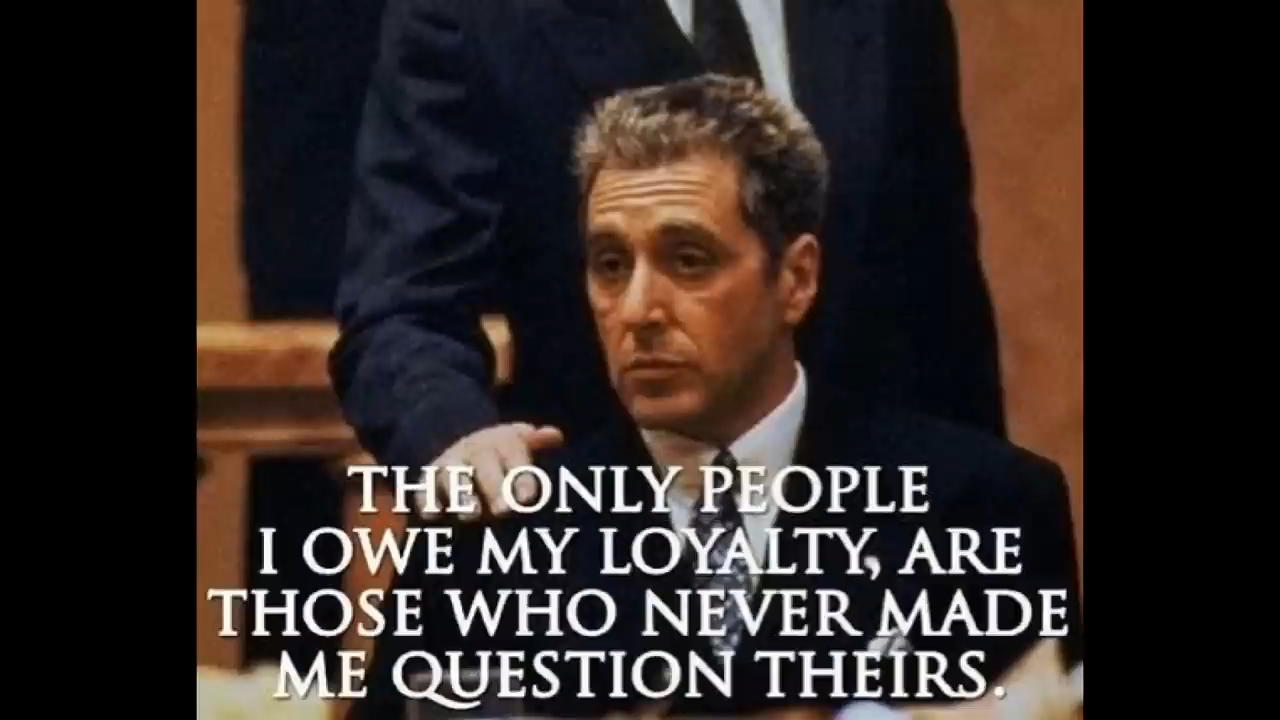 THE ONLY PEOPLE
I OWE MY LOYALTY, ARE
THOSE WHO NEVER MADE
ME QUESTION THEIRS.